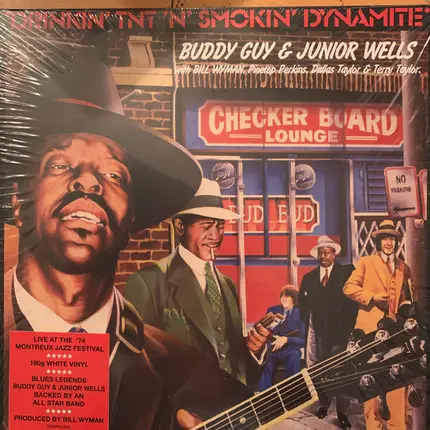 DRINKIN' TNT 'N' SMOKIN' DYNAMITE
BUDDY GUY & JUNIOR WELLS
with BILL WYMAN, Pinetop Perkins, Dallas Taylor & Terry Taylor.
CHECKER BOARD
LOUNGE
BUD BUD
NO
PARKING
LIVE AT THE '74
MONTREUX JAZZ FESTIVAL
★★★★★
180g WHITE VINYL
★★★★★
BLUES LEGENDS
BUDDY GUY & JUNIOR WELLS
BACKED BY AN
ALL STAR BAND
★★★★★
PRODUCED BY BILL WYMAN